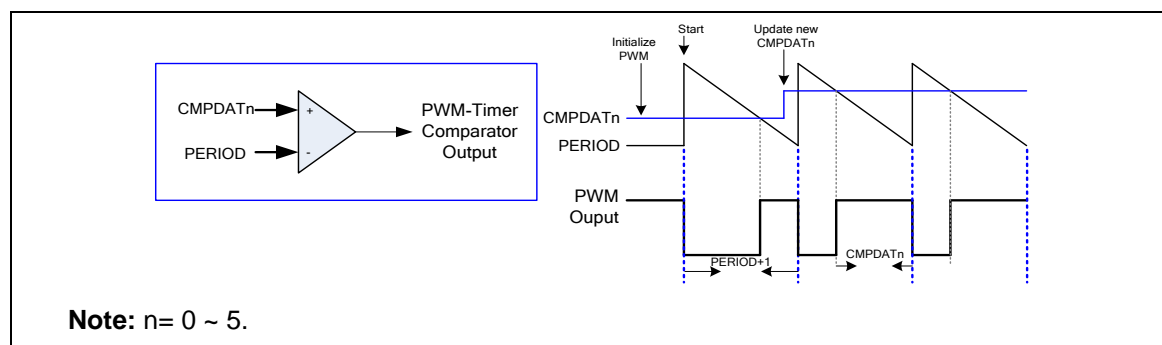 CMPDATn
PERIOD
+
-
PWM-Timer
Comparator
Output
Initialize
PWM
Start
Update new
CMPDATn
CMPDATn
PERIOD
PWM
Ouput
PERIOD+1
CMPDATn
Note: n= 0 ~ 5.